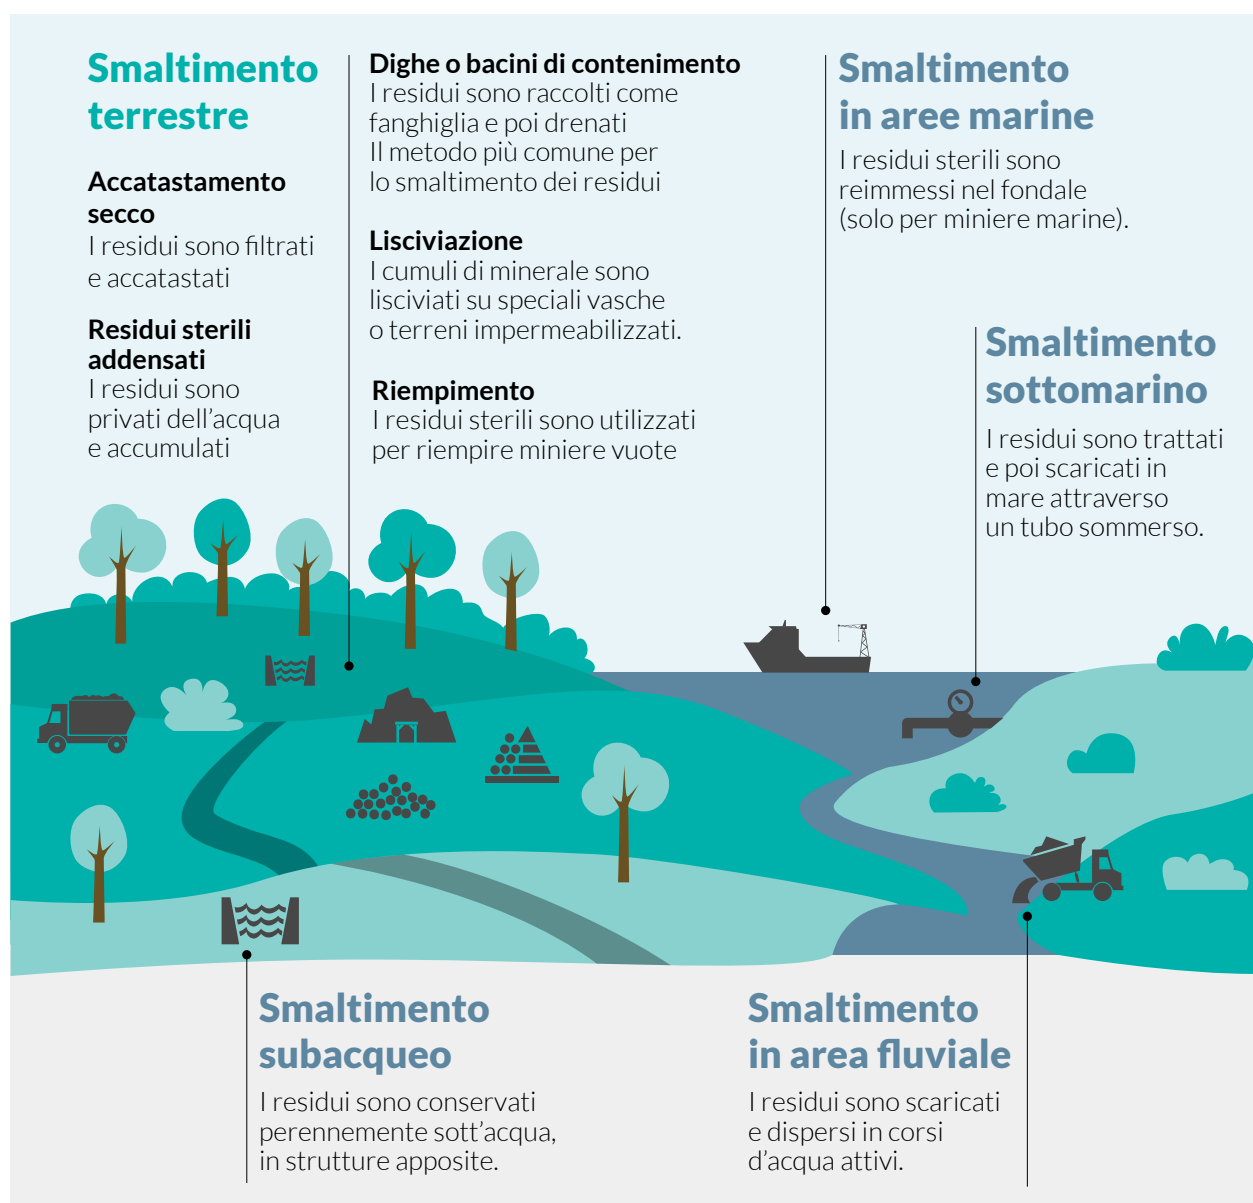 Smaltimento
terrestre
Accatastamento
secco
I residui sono filtrati
e accatastati
Residui sterili
addensati
I residui sono
privati dell'acqua
e accumulati
Dighe o bacini di contenimento
I residui sono raccolti come
fanghiglia e poi drenati
Il metodo più comune per
lo smaltimento dei residui
Lisciviazione
I cumuli di minerale sono
lisciviati su speciali vasche
o terreni impermeabilizzati.
Riempimento
I residui sterili sono utilizzati
per riempire miniere vuote
Smaltimento
in aree marine
I residui sterili sono
reimmessi nel fondale
(solo per miniere marine).
Smaltimento
sottomarino
I residui sono trattati
e poi scaricati in
mare attraverso
un tubo sommerso.
Smaltimento
subacqueo
I residui sono conservati
perennemente sott'acqua,
in strutture apposite.
Smaltimento
in area fluviale
I residui sono scaricati
e dispersi in corsi
d'acqua attivi.